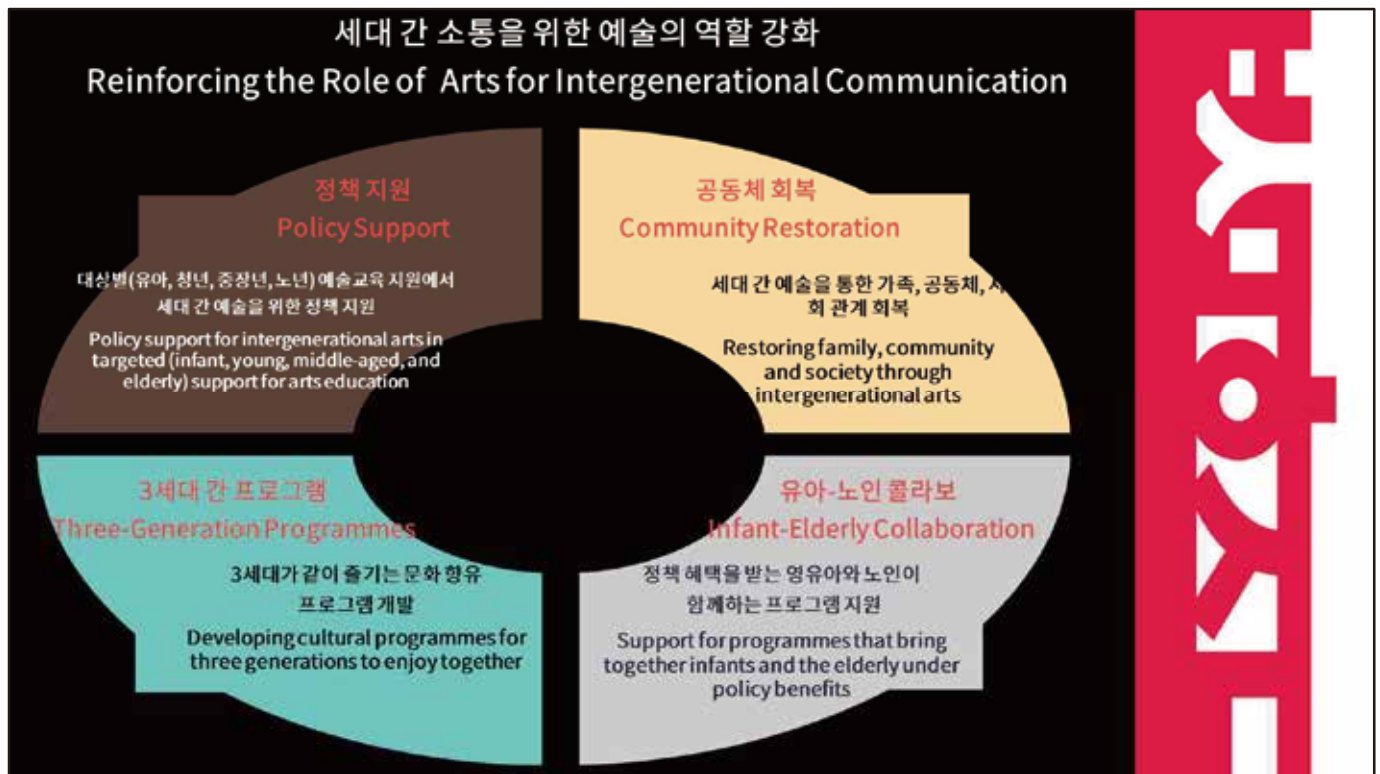 세대 간 소통을 위한 예술의 역할 강화
Reinforcing the Role of Arts for Intergenerational Communication
정책 지원
Policy Support
대상별(유아, 청년, 중장년, 노년) 예술교육 지원에서
세대 간 예술을 위한 정책 지원
Policy support for intergenerational arts in
targeted (infant, young, middle-aged, and
elderly) support for arts education
공동체 회복
Community Restoration
세대 간 예술을 통한 가족, 공동체, 사
회 관계 회복
Restoring family, community
and society through
intergenerational arts
3세대 간 프로그램
Three-Generation Programmes
3세대가 같이 즐기는 문화 향유
프로그램 개발
Developing cultural programmes for
three generations to enjoy together
유아-노인 콜라보
Infant-Elderly Collaboration
정책 혜택을 받는 영유아와 노인이
함께하는 프로그램 지원
Support for programmes that bring
together infants and the elderly under
policy benefits